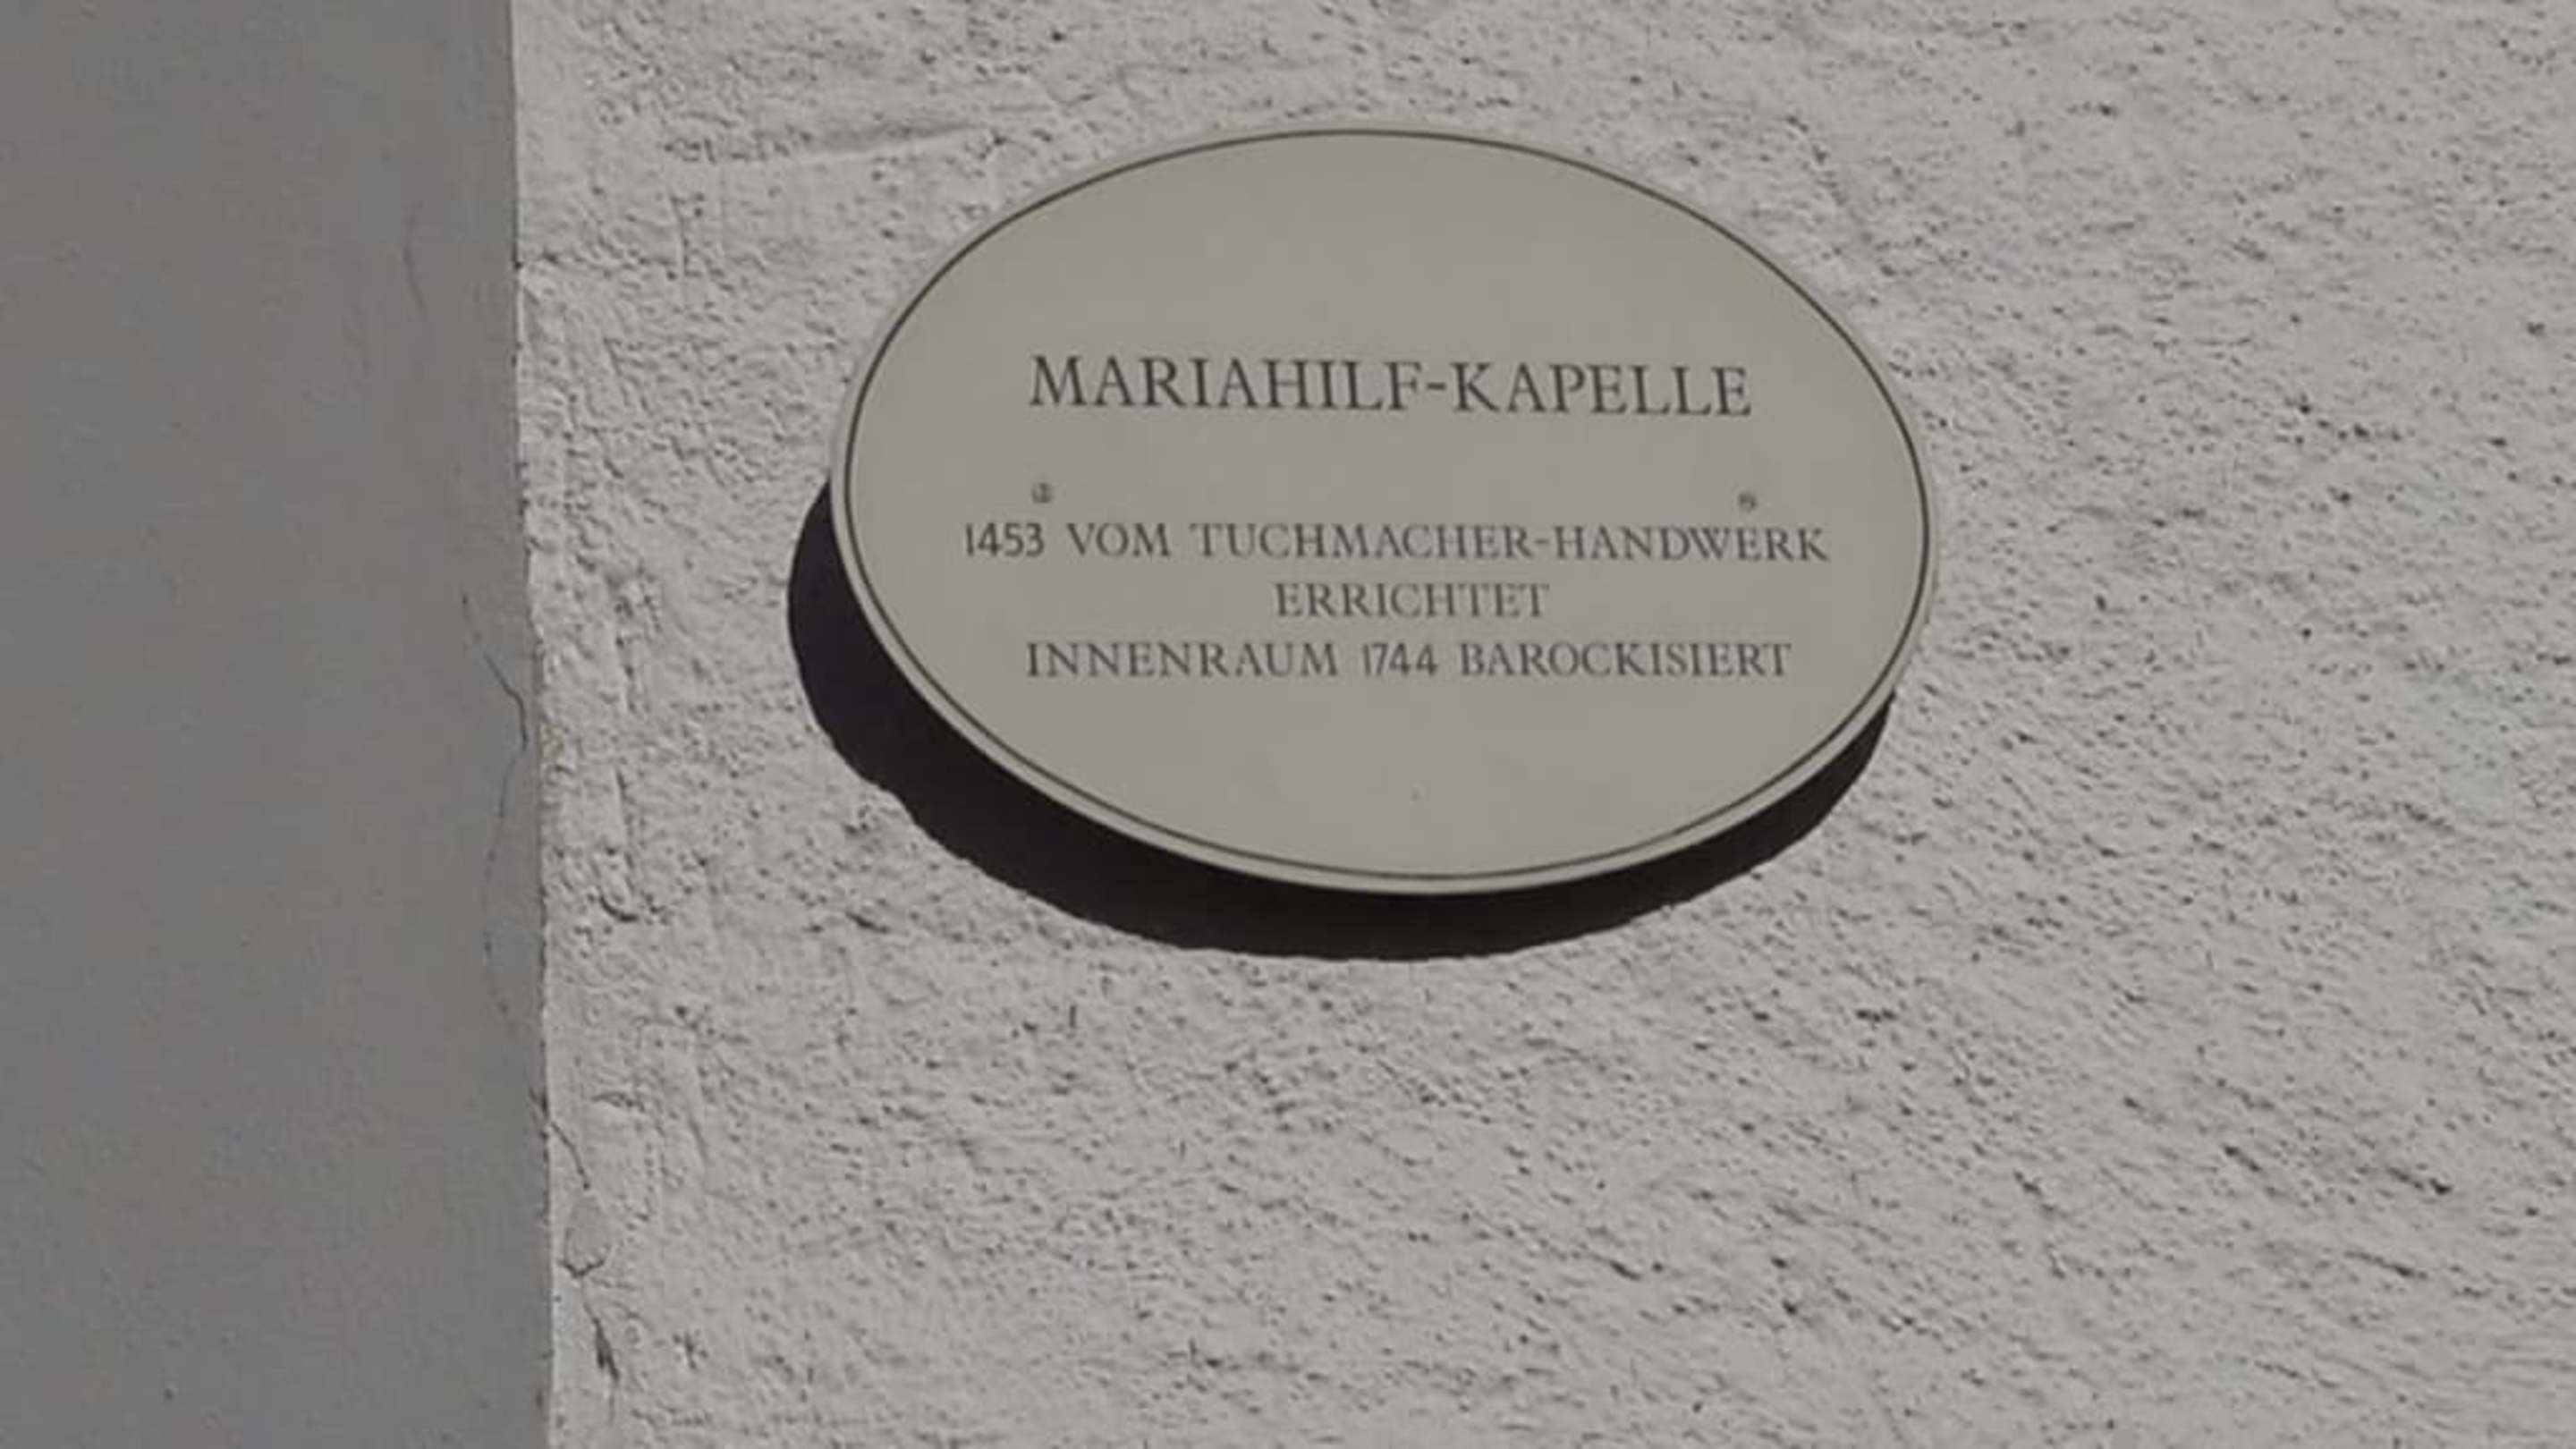 MARIAHILF-KAPELLE
1453 VOM TUCHMACHER-HANDWERK
ERRICHTET
INNENRAUM 1744 BAROCKISIERT